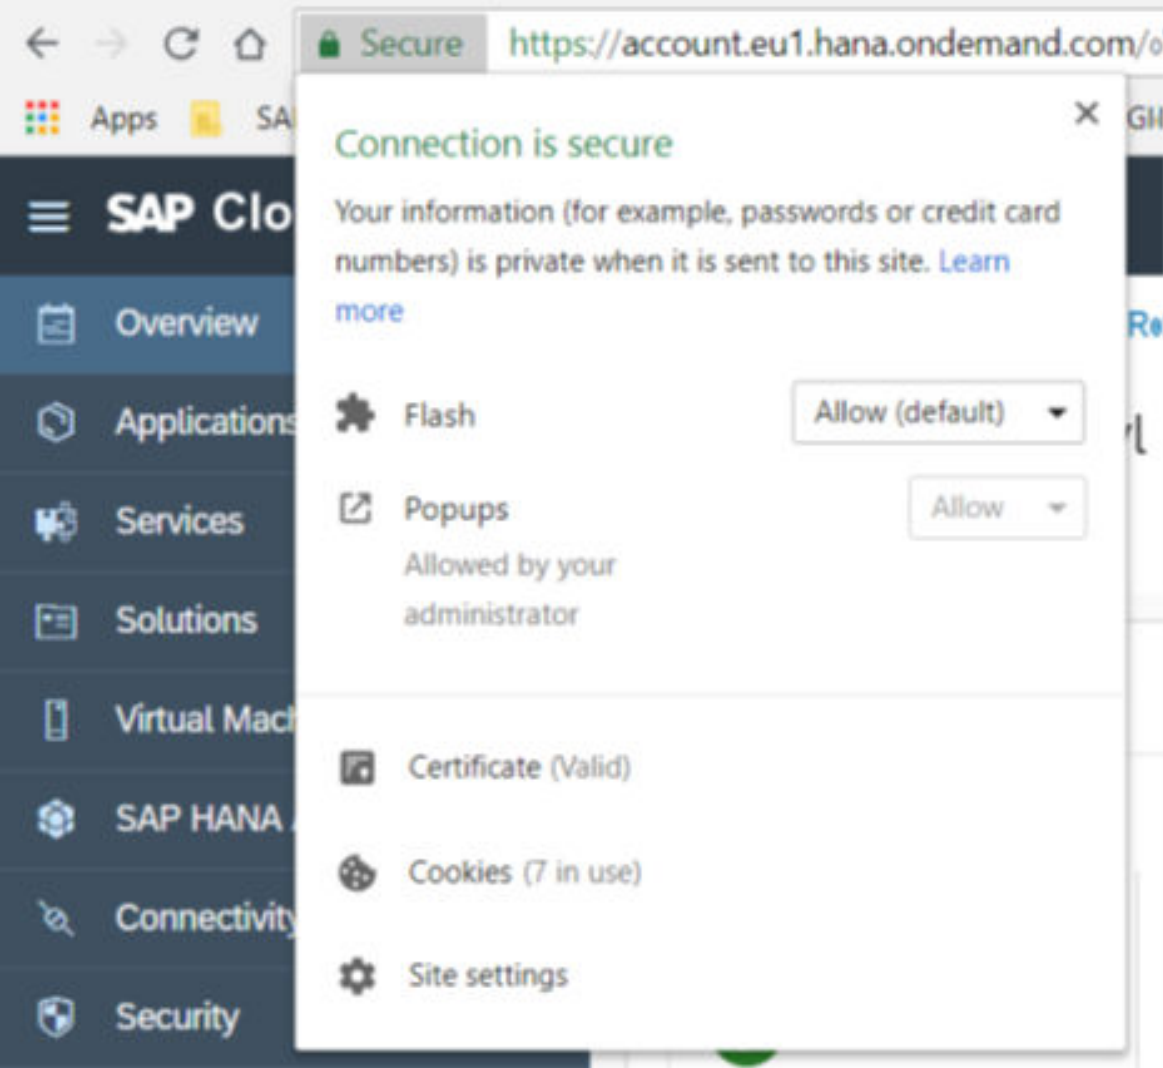 Secure https://account.eu1.hana.ondemand.com/
Apps
Connection is secure
SAP
Your information (for example, passwords or credit card
numbers) is private when it is sent to this site. Learn
more
Overview
Applications
Flash Allow (default)
Services
Popups Allow
Allowed by your
administrator
Solutions
Virtual
Certificate (Valid)
SAP HANA
Cookies (7 in use)
Connectivity
Site settings
Security